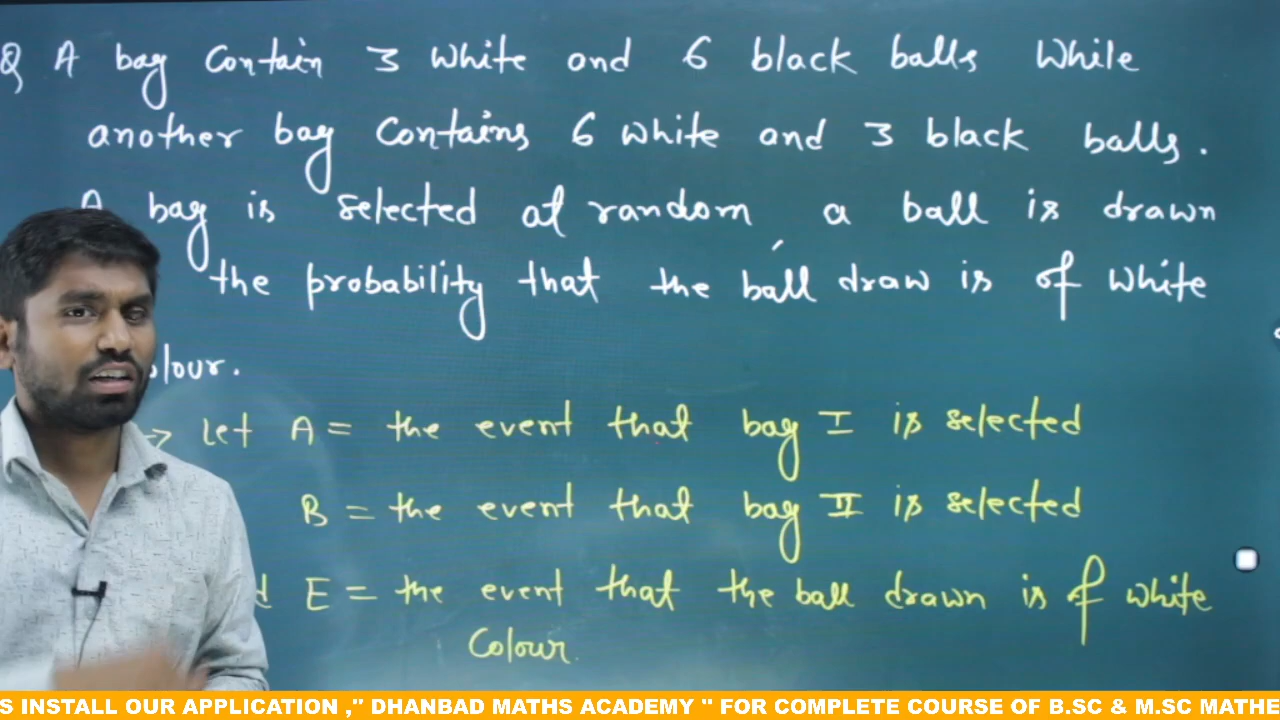 Q A bag Contain 3 White and 6 black balls While
another bag Contains 6 white and 3 black balls.
A bag is selected at random a ball is drawn
the probability that the ball draw is of White
olour.
→ Let A = the event that bag I is selected
B = the event that bag II is selected
d E = the event that the ball drawn is of white
Colour.
S INSTALL OUR APPLICATION ," DHANBAD MATHS ACADEMY " FOR COMPLETE COURSE OF B.SC & M.SC MATHE